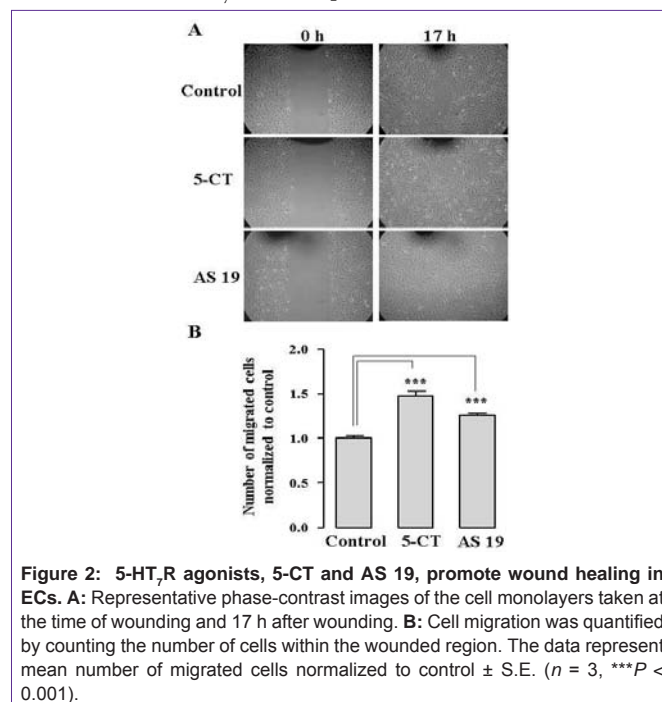 A
0 h 17 h
Control
5-CT
AS 19
B
2.0
1.5
1.0
0.5
0.0
Number of migrated cells
normalized to control
***
***
Control 5-CT AS 19
Figure 2: 5-HT₇R agonists, 5-CT and AS 19, promote wound healing in
ECs. A: Representative phase-contrast images of the cell monolayers taken at
the time of wounding and 17 h after wounding. B: Cell migration was quantified
by counting the number of cells within the wounded region. The data represent
mean number of migrated cells normalized to control ± S.E. (n = 3, ***P <
0.001).